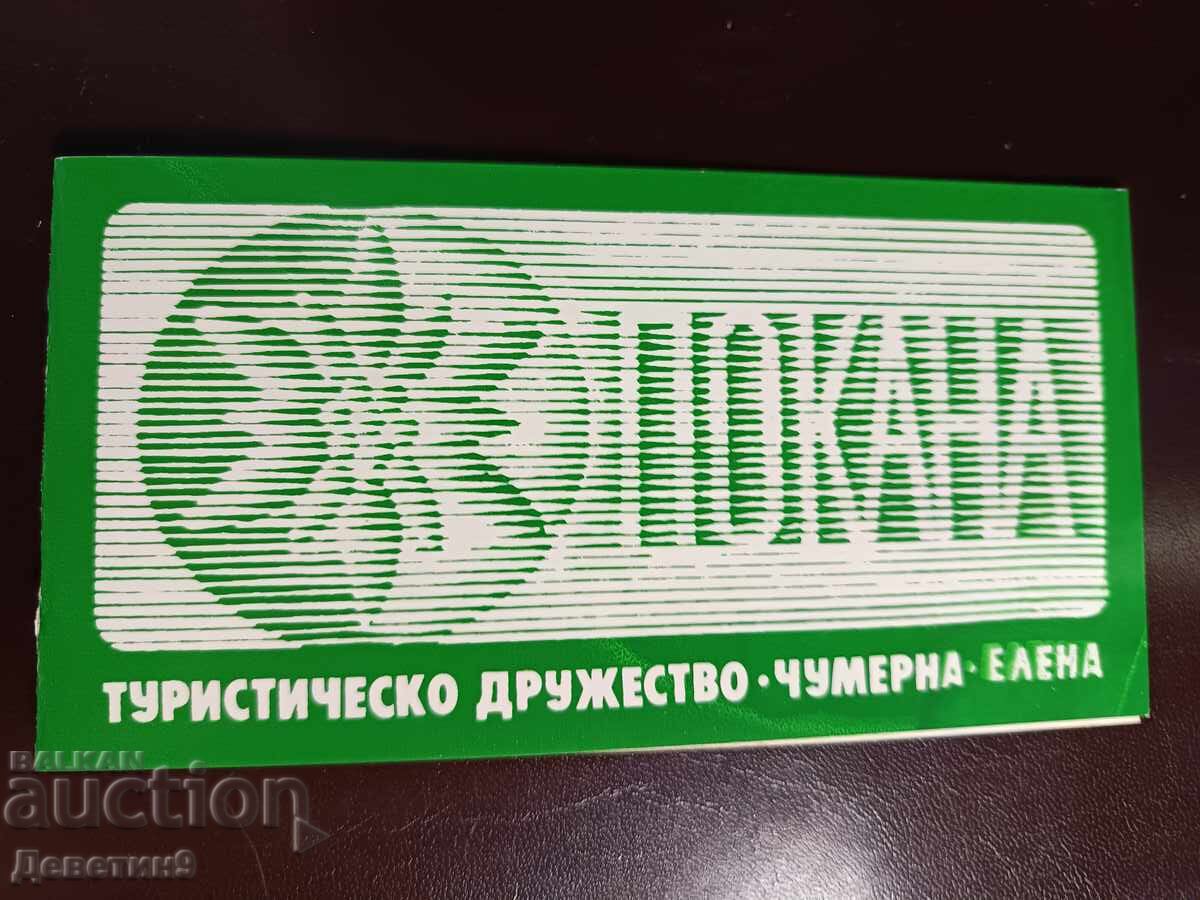 ПОКАНА
ТУРИСТИЧЕСКО ДРУЖЕСТВО · ЧУМЕРНА · ЕЛЕНА
BALKAN
auction
Деветин9